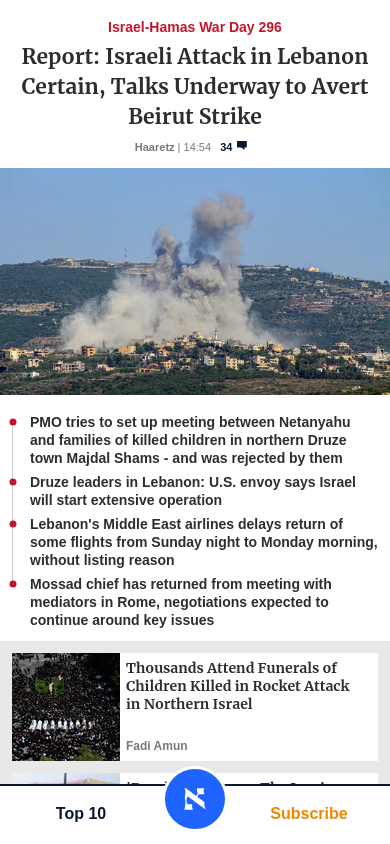 Israel-Hamas War Day 296
Report: Israeli Attack in Lebanon
Certain, Talks Underway to Avert
Beirut Strike
Haaretz | 14:54 34
PMO tries to set up meeting between Netanyahu
and families of killed children in northern Druze
town Majdal Shams - and was rejected by them
Druze leaders in Lebanon: U.S. envoy says Israel
will start extensive operation
Lebanon's Middle East airlines delays return of
some flights from Sunday night to Monday morning,
without listing reason
Mossad chief has returned from meeting with
mediators in Rome, negotiations expected to
continue around key issues
Thousands Attend Funerals of
Children Killed in Rocket Attack
in Northern Israel
Fadi Amun
Top 10
Subscribe